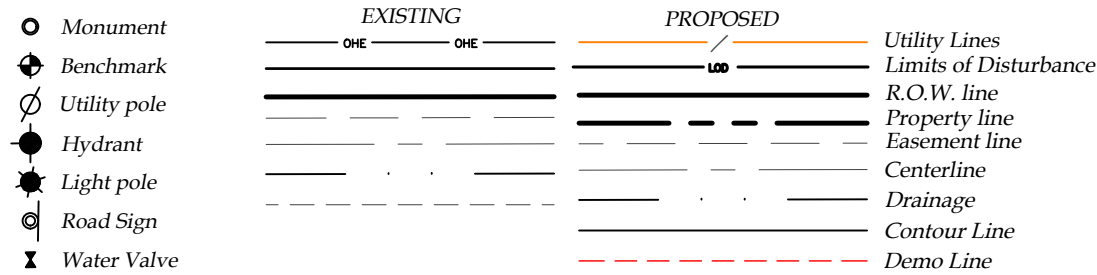 Monument
Benchmark
Utility pole
Hydrant
Light pole
Road Sign
Water Valve
EXISTING
OHE OHE
PROPOSED
LOD
Utility Lines
Limits of Disturbance
R.O.W. line
Property line
Easement line
Centerline
Drainage
Contour Line
Demo Line